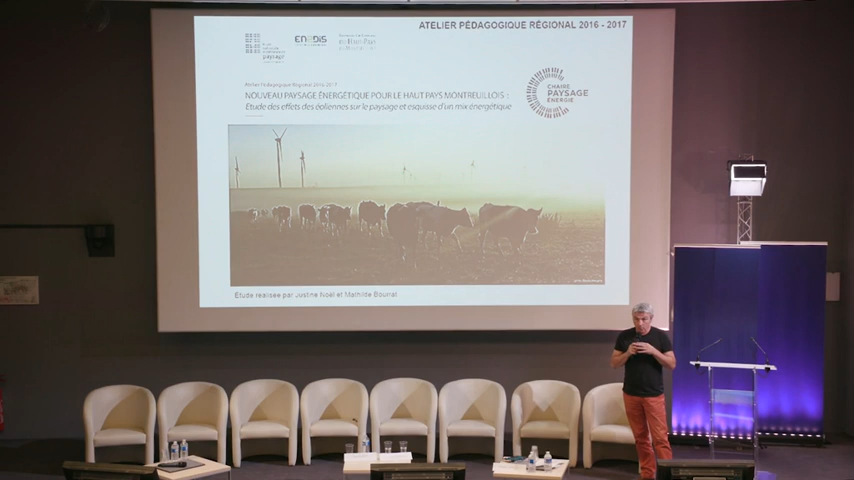 ATELIER PÉDAGOGIQUE RÉGIONAL 2016 - 2017
paysage
ENEDIS
CHAIRE
PAYSAGE
ÉNERGIE
Atelier Pédagogique Régional 2016-2017
NOUVEAU PAYSAGE ÉNERGÉTIQUE POUR LE HAUT PAYS MONTREUILLOIS :
Etude des effets des éoliennes sur le paysage et esquisse d'un mix énergétique
Étude réalisée par Justine Noël et Mathilde Bournat